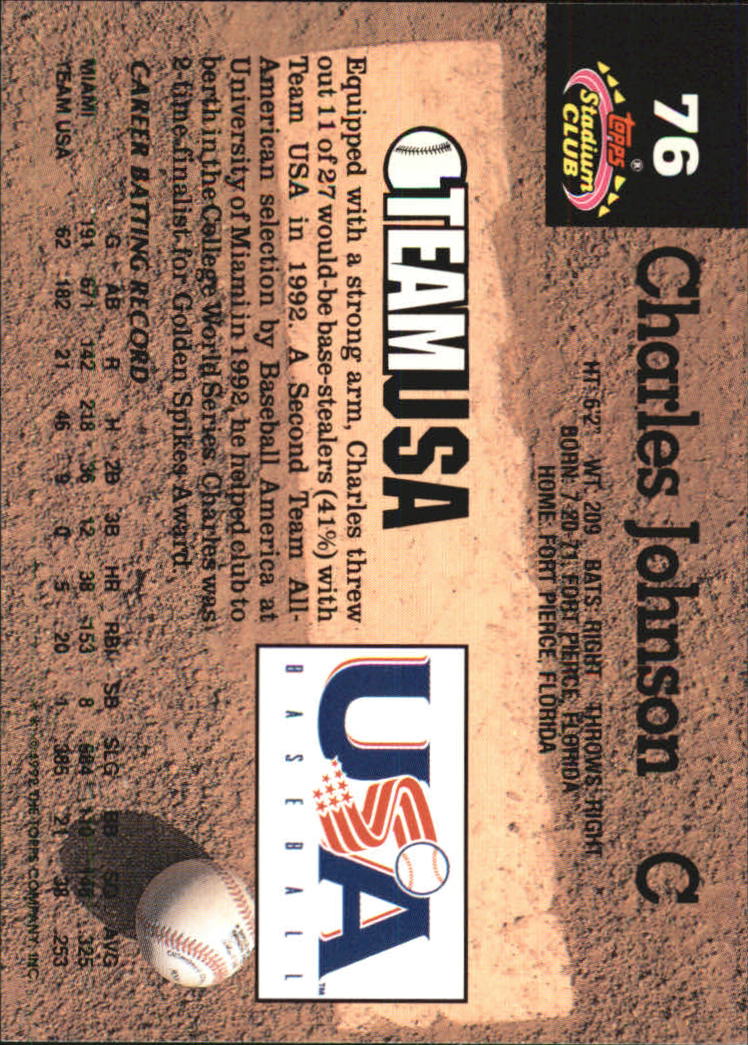 76
Topps®
Stadium
CLUB
Charles Johnson C
HT: 6'2" WT: 209 BATS: RIGHT THROWS: RIGHT
BORN: 7-20-71, FORT PIERCE, FLORIDA
HOME: FORT PIERCE, FLORIDA
TEAM USA
Equipped with a strong arm, Charles threw
out 11 of 27 would-be base-stealers (41%) with
Team USA in 1992. A Second Team All-
American selection by Baseball America at
University of Miami in 1992, he helped club to
berth in the College World Series. Charles was
2-time finalist for Golden Spikes Award.
USA
BASEBALL
TM
CAREER BATTING RECORD
G AB R H 2B 3B HR RBI SB SLG BB SO AVG
MIAMI 191 671 142 218 36 12 38 153 8 .325
TEAM USA 62 182 21 46 9 0 5 20 1 .385 21 38 .253
THE TOPPS COMPANY, INC.